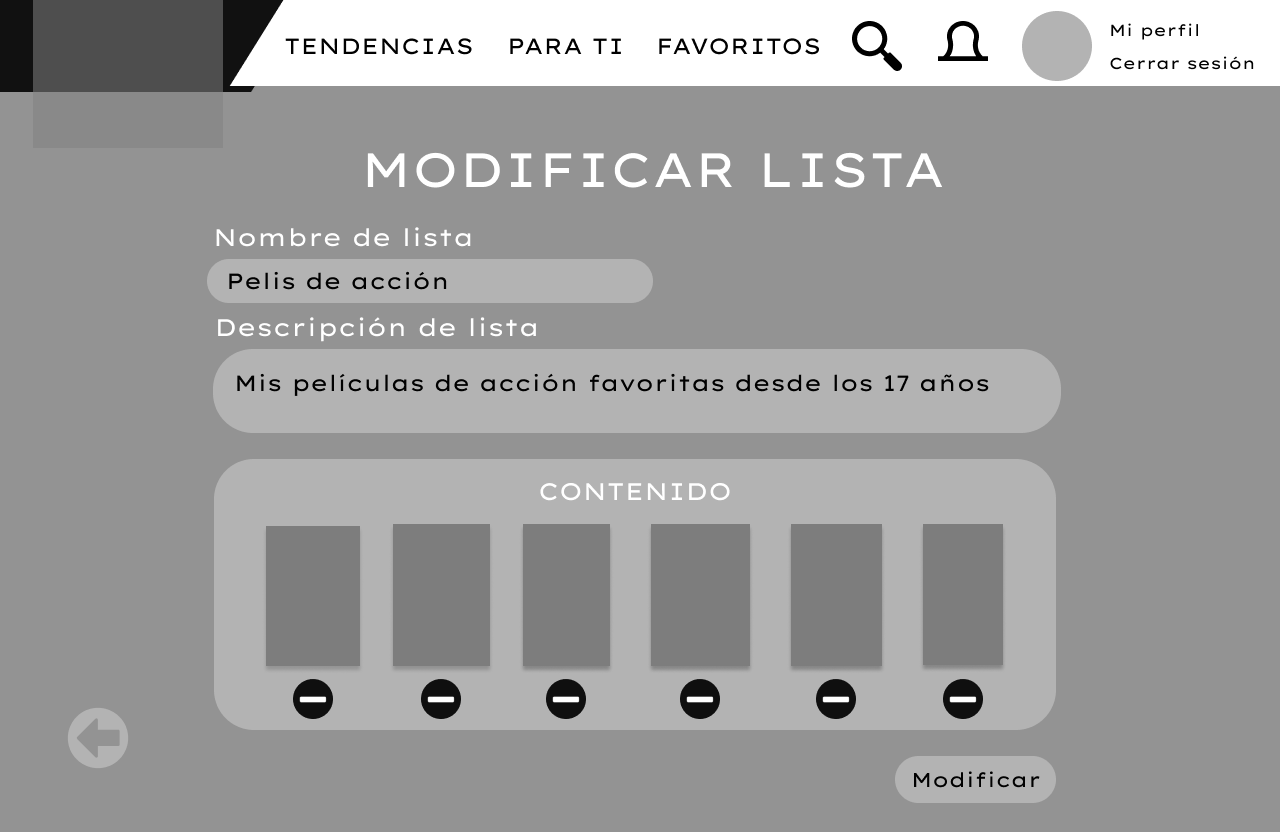 TENDENCIAS PARA TI FAVORITOS
Mi perfil
Cerrar sesión
MODIFICAR LISTA
Nombre de lista
Pelis de acción
Descripción de lista
Mis películas de acción favoritas desde los 17 años
CONTENIDO
Modificar